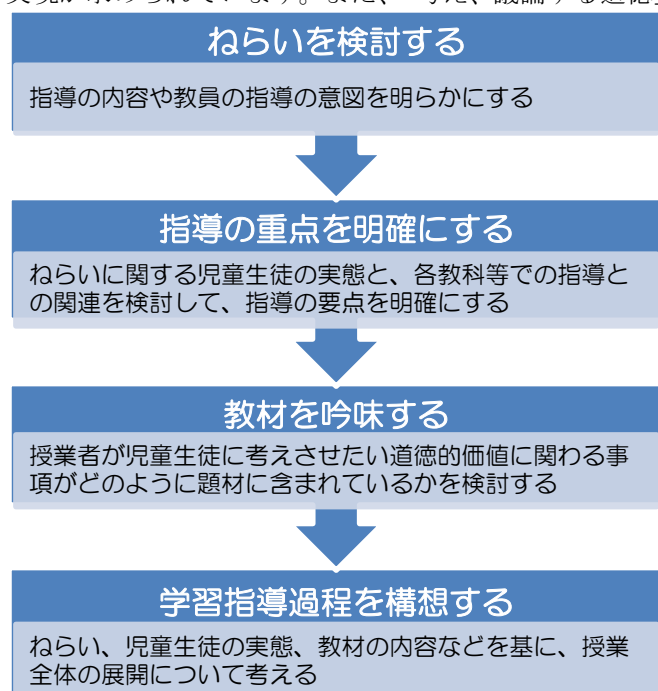 ねらいを検討する
指導の内容や教員の指導の意図を明らかにする
指導の重点を明確にする
ねらいに関する児童生徒の実態と、各教科等での指導と
の関連を検討して、指導の要点を明確にする
教材を吟味する
授業者が児童生徒に考えさせたい道徳的価値に関わる事
項がどのように題材に含まれているかを検討する
学習指導過程を構想する
ねらい、児童生徒の実態、教材の内容などを基に、授業
全体の展開について考える